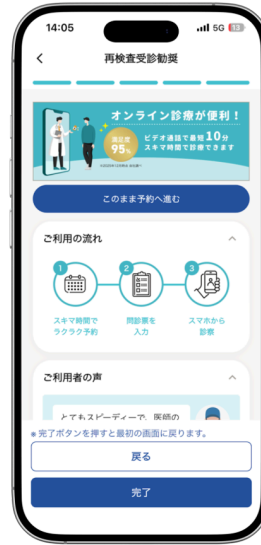 14:05
5G
再検査受診勧奨
オンライン診療が便利！
満足度
95%
ビデオ通話で最短10分
スキマ時間で診療できます
このまま予約へ進む
ご利用の流れ
1
2
3
スキマ時間で
ラクラク予約
問診票を
入力
スマホから
診察
ご利用者の声
とてもスピーディーで、医師の
※完了ボタンを押すと最初の画面に戻ります。
戻る
完了